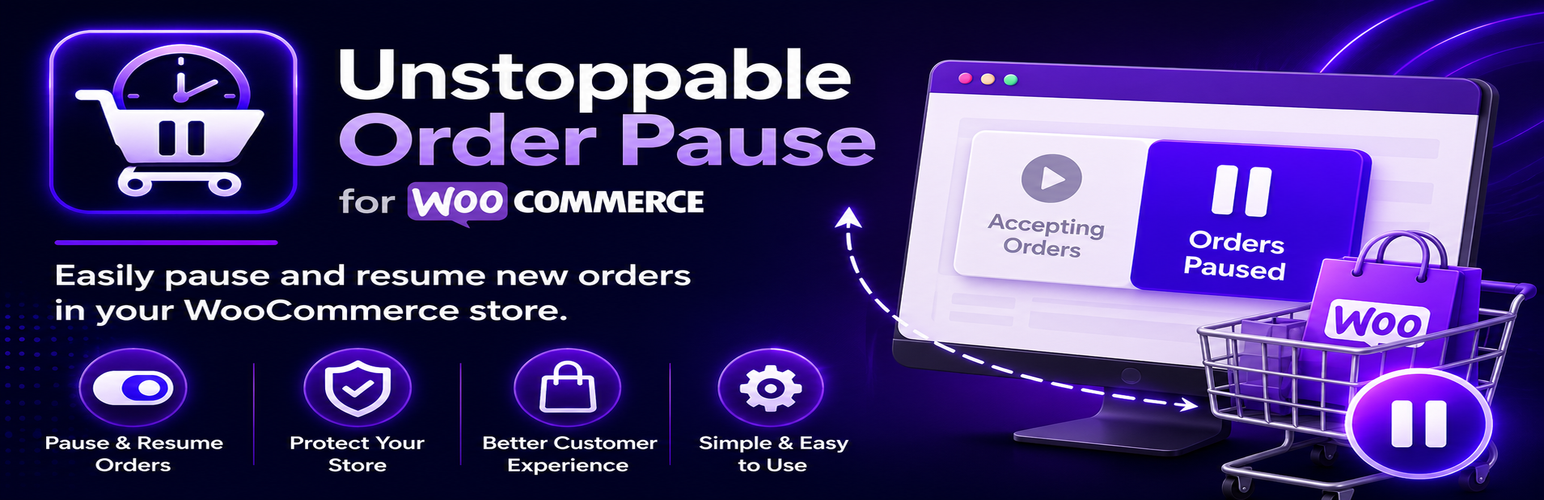 Unstoppable
Order Pause
for WOO COMMERCE
Easily pause and resume new orders
in your WooCommerce store.
Pause & Resume
Orders
Protect Your
Store
Better Customer
Experience
Simple & Easy
to Use
Accepting
Orders
Orders
Paused
Woo